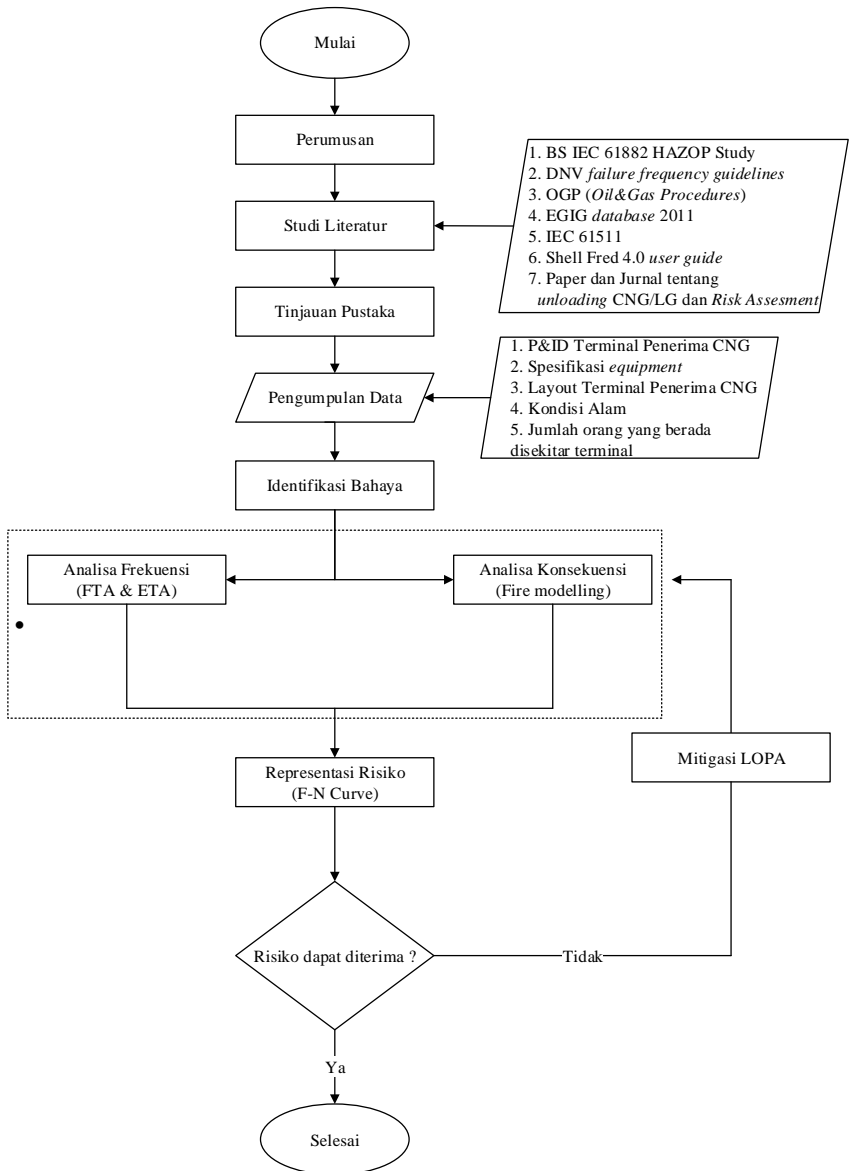 Mulai
Perumusan
Studi Literatur
1. BS IEC 61882 HAZOP Study
2. DNV failure frequency guidelines
3. OGP (Oil&Gas Procedures)
4. EGIG database 2011
5. IEC 61511
6. Shell Fred 4.0 user guide
7. Paper dan Jurnal tentang
unloading CNG/LG dan Risk Assesment
Tinjauan Pustaka
Pengumpulan Data
1. P&ID Terminal Penerima CNG
2. Spesifikasi equipment
3. Layout Terminal Penerima CNG
4. Kondisi Alam
5. Jumlah orang yang berada
disekitar terminal
Identifikasi Bahaya
Analisa Frekuensi
(FTA & ETA)
Analisa Konsekuensi
(Fire modelling)
Representasi Risiko
(F-N Curve)
Mitigasi LOPA
Risiko dapat diterima ?
Tidak
Ya
Selesai